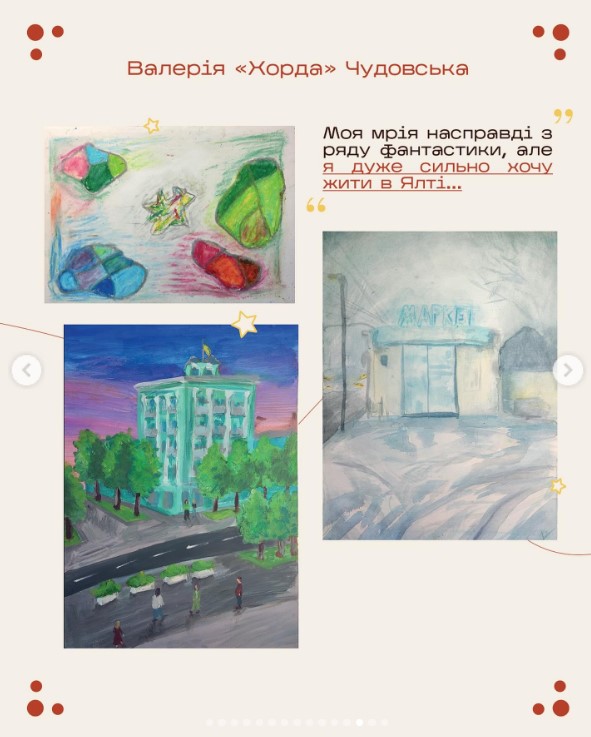 Валерія «Хорда» Чудовська
Моя мрія насправді з
ряду фантастики, але
я дуже сильно хочу
жити в Ялті...
МАРКЕТ